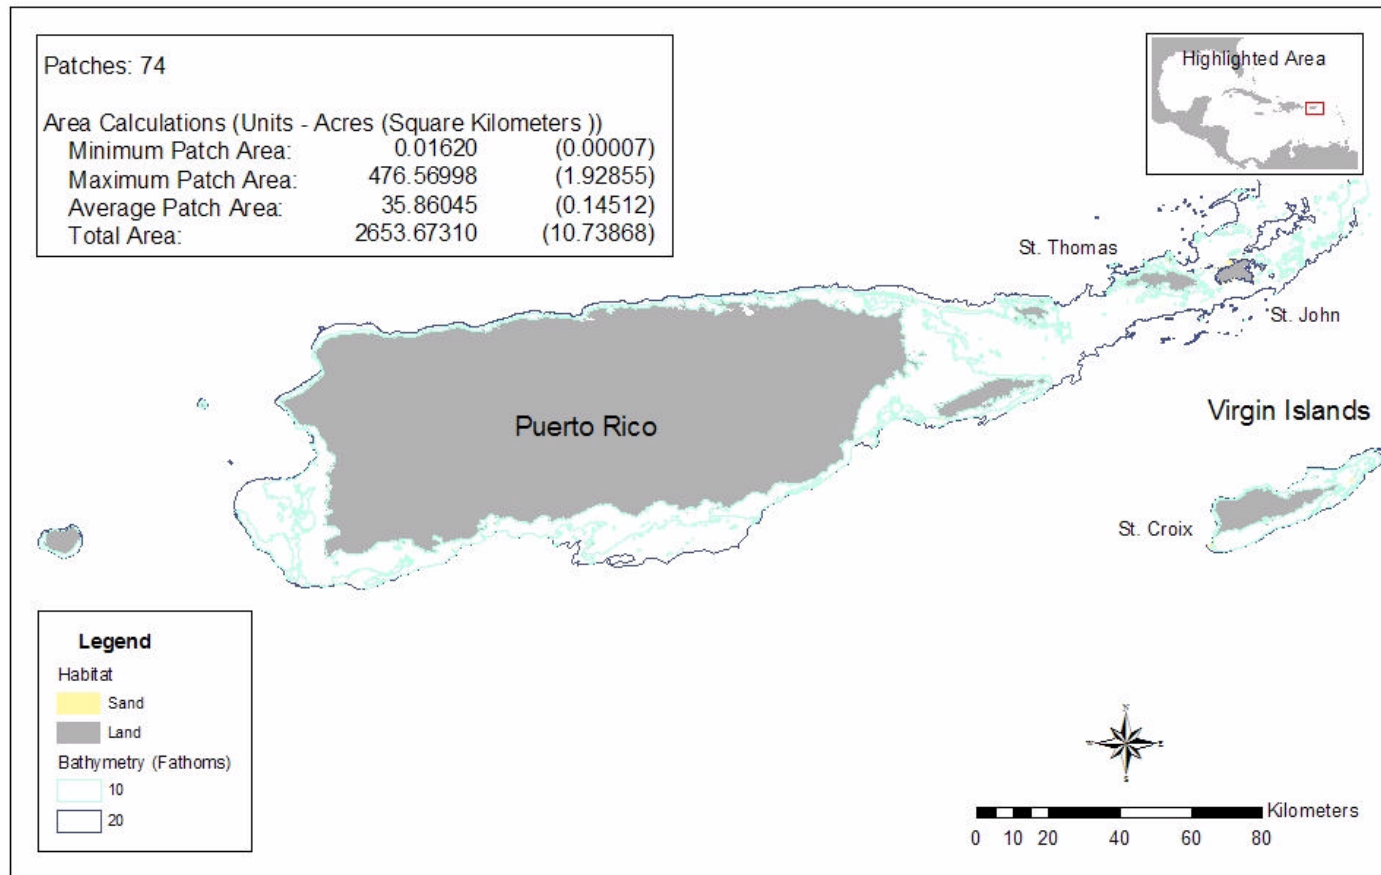 Patches: 74
Area Calculations (Units - Acres (Square Kilometers ))
Minimum Patch Area: 0.01620 (0.00007)
Maximum Patch Area: 476.56998 (1.92855)
Average Patch Area: 35.86045 (0.14512)
Total Area: 2653.67310 (10.73868)
Highlighted Area
St. Thomas
St. John
Puerto Rico
Virgin Islands
St. Croix
Legend
Habitat
Sand
Land
Bathymetry (Fathoms)
10
20
N
W E
S
Kilometers
0 10 20 40 60 80